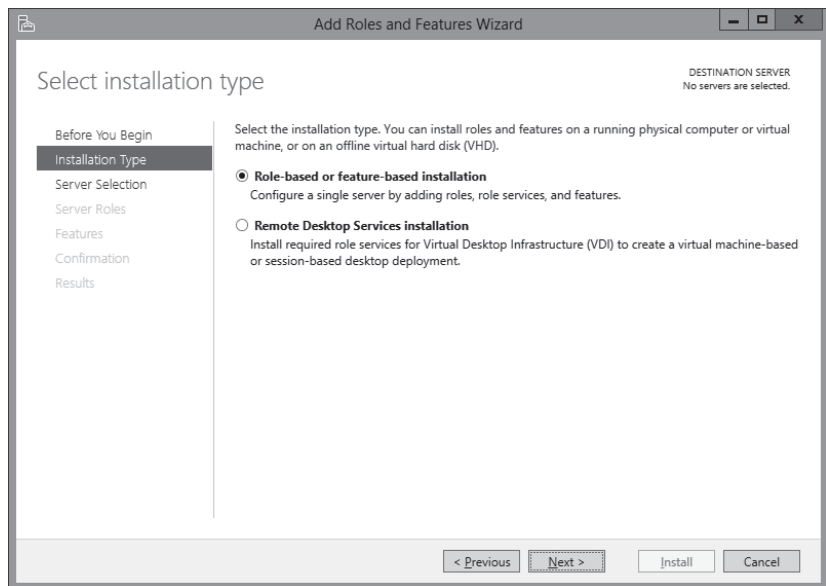 Add Roles and Features Wizard
Select installation type
DESTINATION SERVER
No servers are selected.
Before You Begin
Installation Type
Server Selection
Server Roles
Features
Confirmation
Results
Select the installation type. You can install roles and features on a running physical computer or virtual
machine, or on an offline virtual hard disk (VHD).
Role-based or feature-based installation
Configure a single server by adding roles, role services, and features.
Remote Desktop Services installation
Install required role services for Virtual Desktop Infrastructure (VDI) to create a virtual machine-based
or session-based desktop deployment.
< Previous Next > Install Cancel